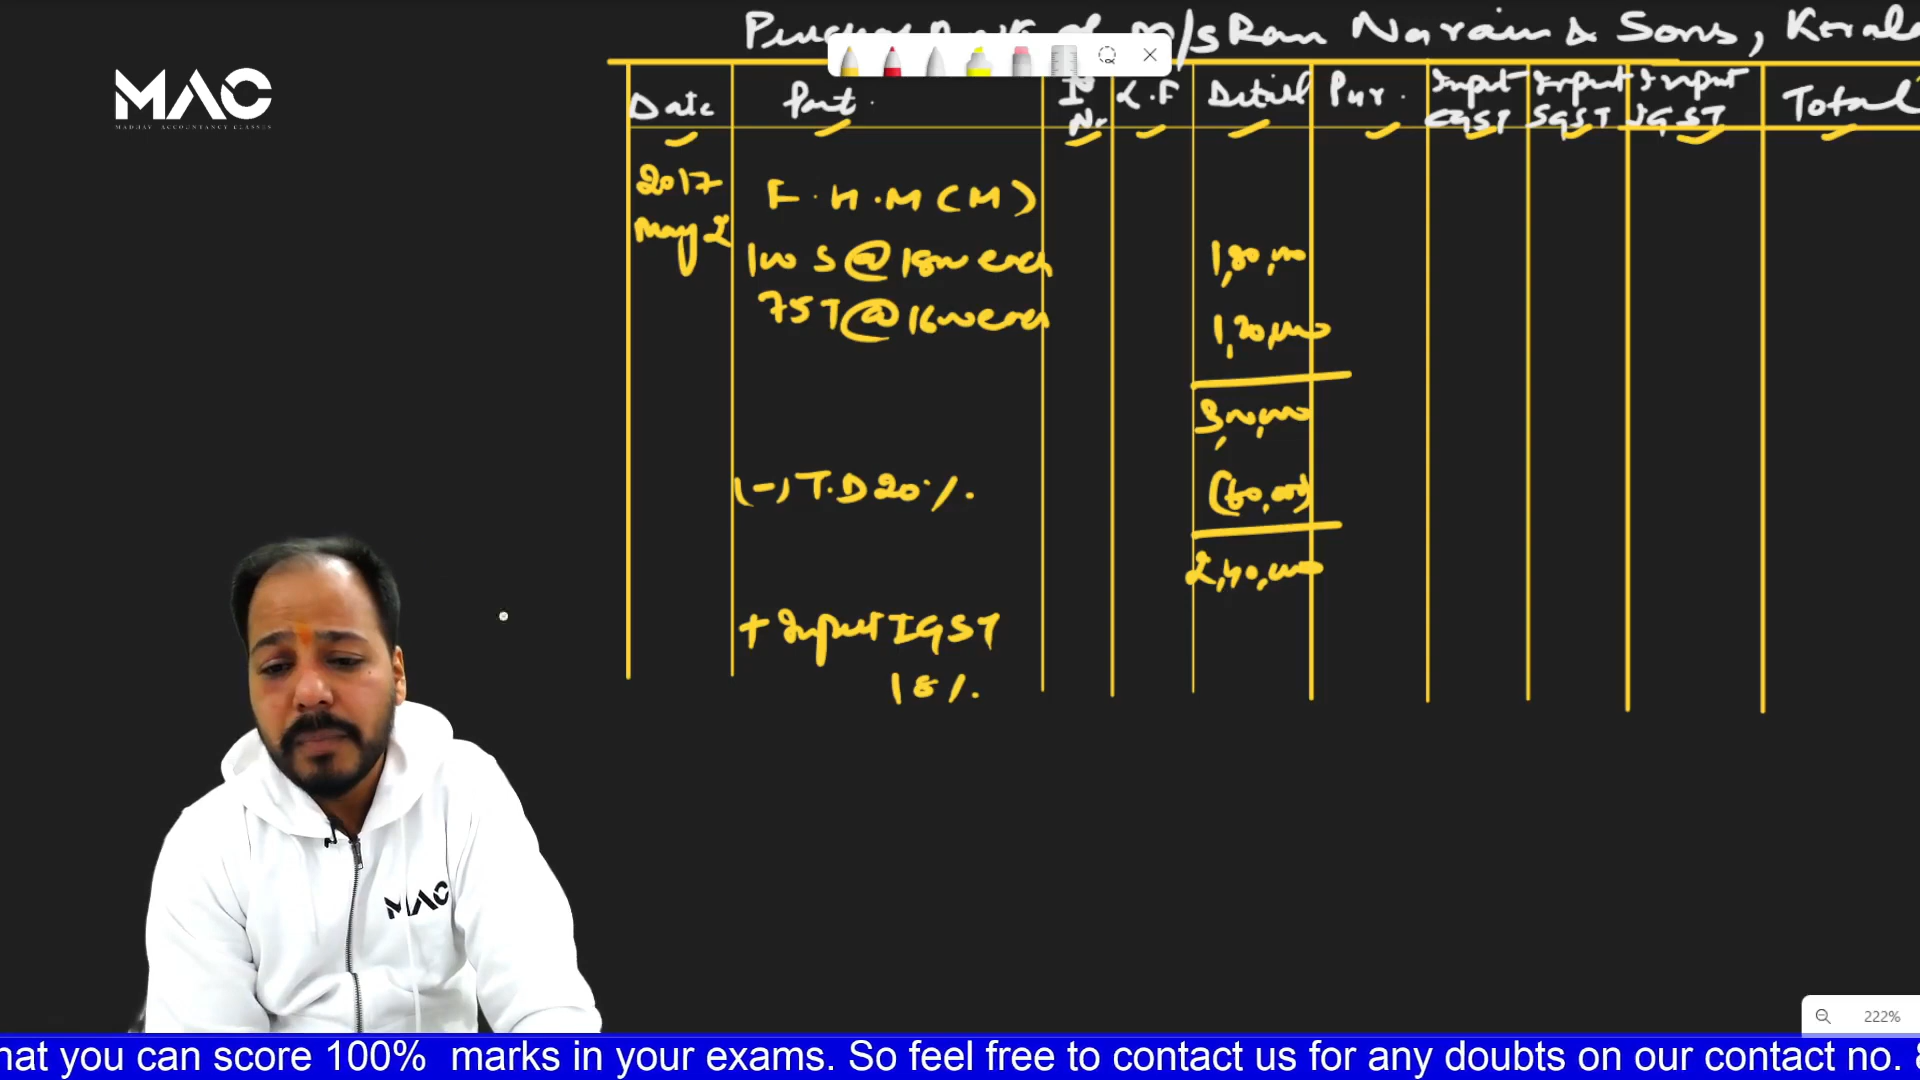 Purchase Book of M/s Ram Narain & Sons, Kerala
MAC
MADHAV ACCOUNTANCY CLASSES
Date Part. I N. L.F Detail Pur. Input CGST Input SGST Input IGST Total
2017
May 2
F.H.M (M)
100 S @ 1800 each 1,80,000
75 T @ 1600 each 1,20,000
3,00,000
(-) T.D 20%. (60,000)
2,40,000
+ Input IGST
18%.
MAC
222%
hat you can score 100% marks in your exams. So feel free to contact us for any doubts on our contact no.